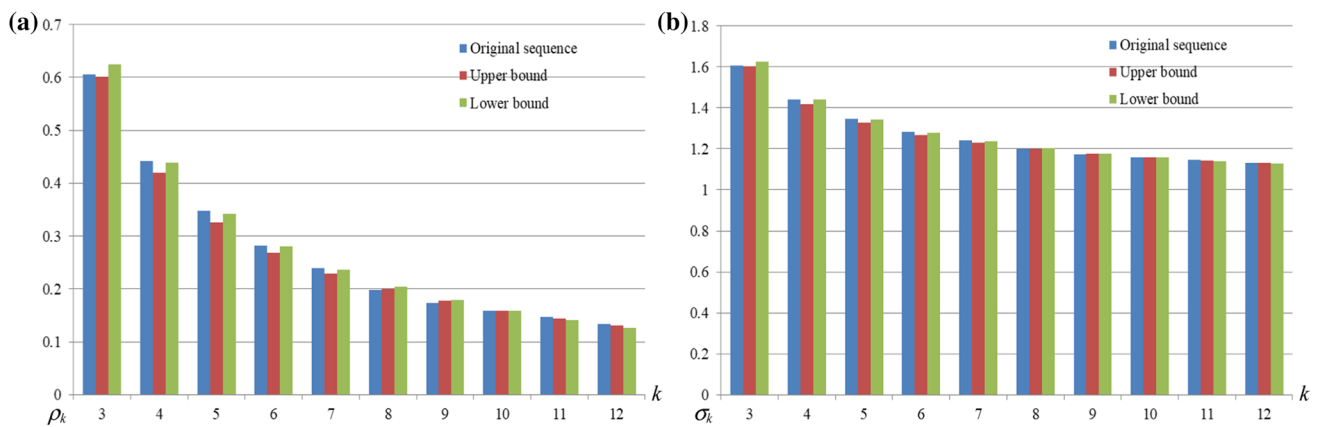 (a)
0.7
0.6
0.5
0.4
0.3
0.2
0.1
0
Original sequence
Upper bound
Lower bound
3 4 5 6 7 8 9 10 11 12
k
ρk
(b)
1.8
1.6
1.4
1.2
1
0.8
0.6
0.4
0.2
0
Original sequence
Upper bound
Lower bound
3 4 5 6 7 8 9 10 11 12
k
σk